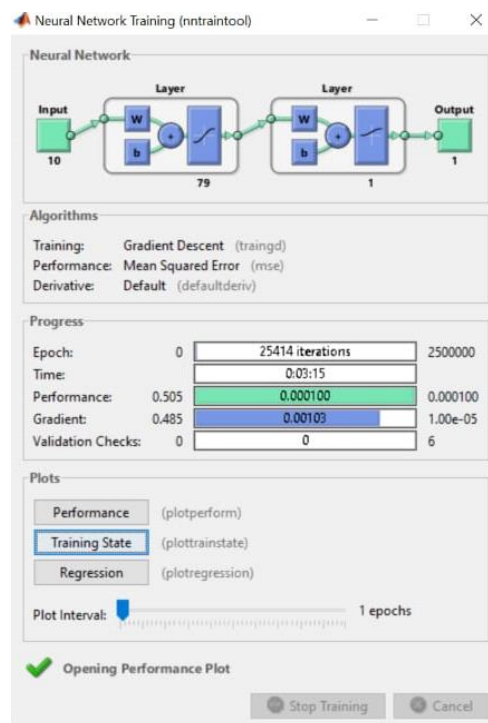 Neural Network Training (nntraintool)
Neural Network
Layer Layer
Input Output
W W
b b
10 79 1 1
Algorithms
Training: Gradient Descent (traingd)
Performance: Mean Squared Error (mse)
Derivative: Default (defaultderiv)
Progress
Epoch: 0 25414 iterations 2500000
Time: 0:03:15
Performance: 0.505 0.000100 0.000100
Gradient: 0.485 0.00103 1.00e-05
Validation Checks: 0 0 6
Plots
Performance (plotperform)
Training State (plottrainstate)
Regression (plotregression)
Plot Interval: 1 epochs
Opening Performance Plot
Stop Training Cancel